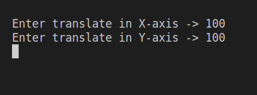 Enter translate in X-axis -> 100
Enter translate in Y-axis -> 100